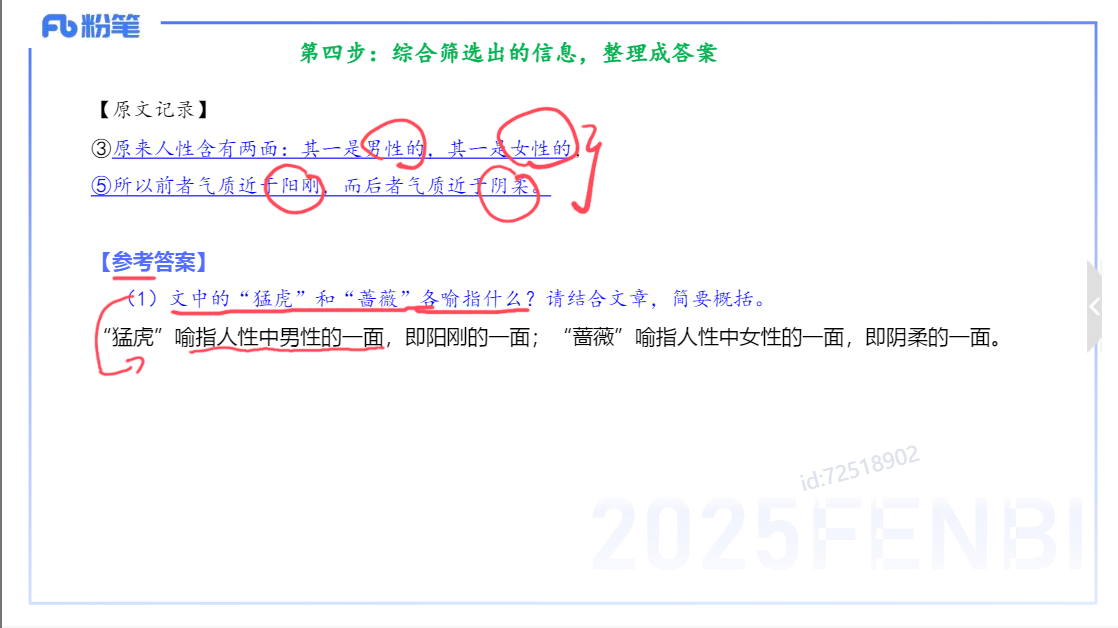 粉笔
第四步：综合筛选出的信息，整理成答案
【原文记录】
③原来人性含有两面：其一是男性的，其一是女性的；
⑤所以前者气质近于阳刚，而后者气质近于阴柔。
【参考答案】
（1）文中的“猛虎”和“蔷薇”各喻指什么？请结合文章，简要概括。
“猛虎”喻指人性中男性的一面，即阳刚的一面；“蔷薇”喻指人性中女性的一面，即阴柔的一面。
id:72518902
2025FENBI